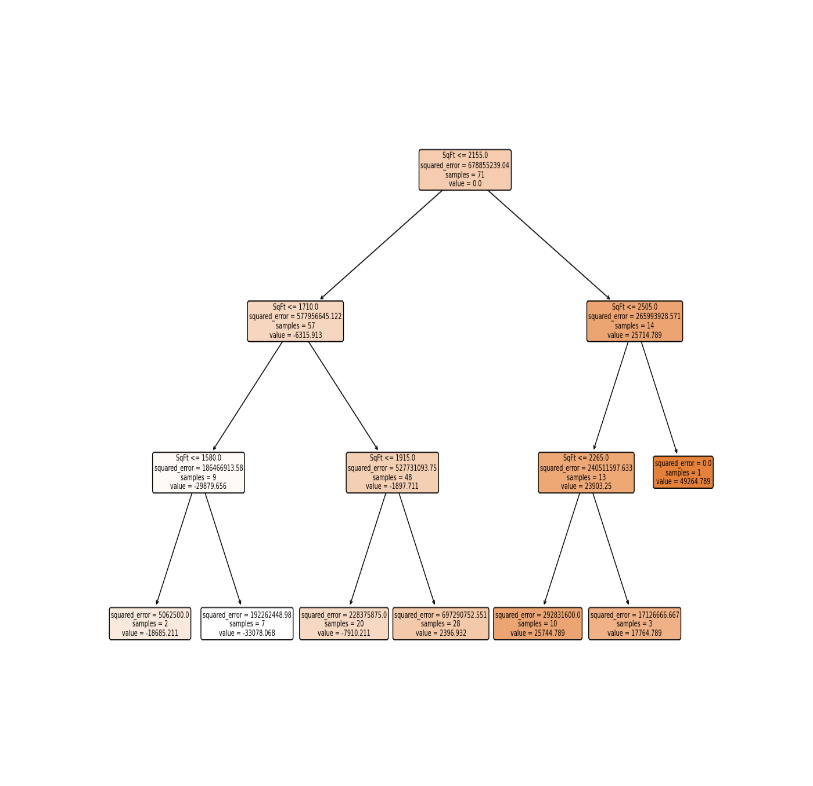 SqFt <= 2155.0
squared_error = 678855239.04
samples = 71
value = 0.0
SqFt <= 1710.0
squared_error = 577956645.122
samples = 57
value = -6315.913
SqFt <= 2505.0
squared_error = 265993928.571
samples = 14
value = 25714.789
SqFt <= 1580.0
squared_error = 186466913.58
samples = 9
value = -29879.656
SqFt <= 1915.0
squared_error = 527731093.75
samples = 48
value = -1897.711
SqFt <= 2265.0
squared_error = 240511597.633
samples = 13
value = 23903.25
squared_error = 0.0
samples = 1
value = 49264.789
squared_error = 5062500.0
samples = 2
value = -18685.211
squared_error = 192262448.98
samples = 7
value = -33078.068
squared_error = 228375875.0
samples = 20
value = -7910.211
squared_error = 697290752.551
samples = 28
value = 2396.932
squared_error = 292831600.0
samples = 10
value = 25744.789
squared_error = 17126666.667
samples = 3
value = 17764.789